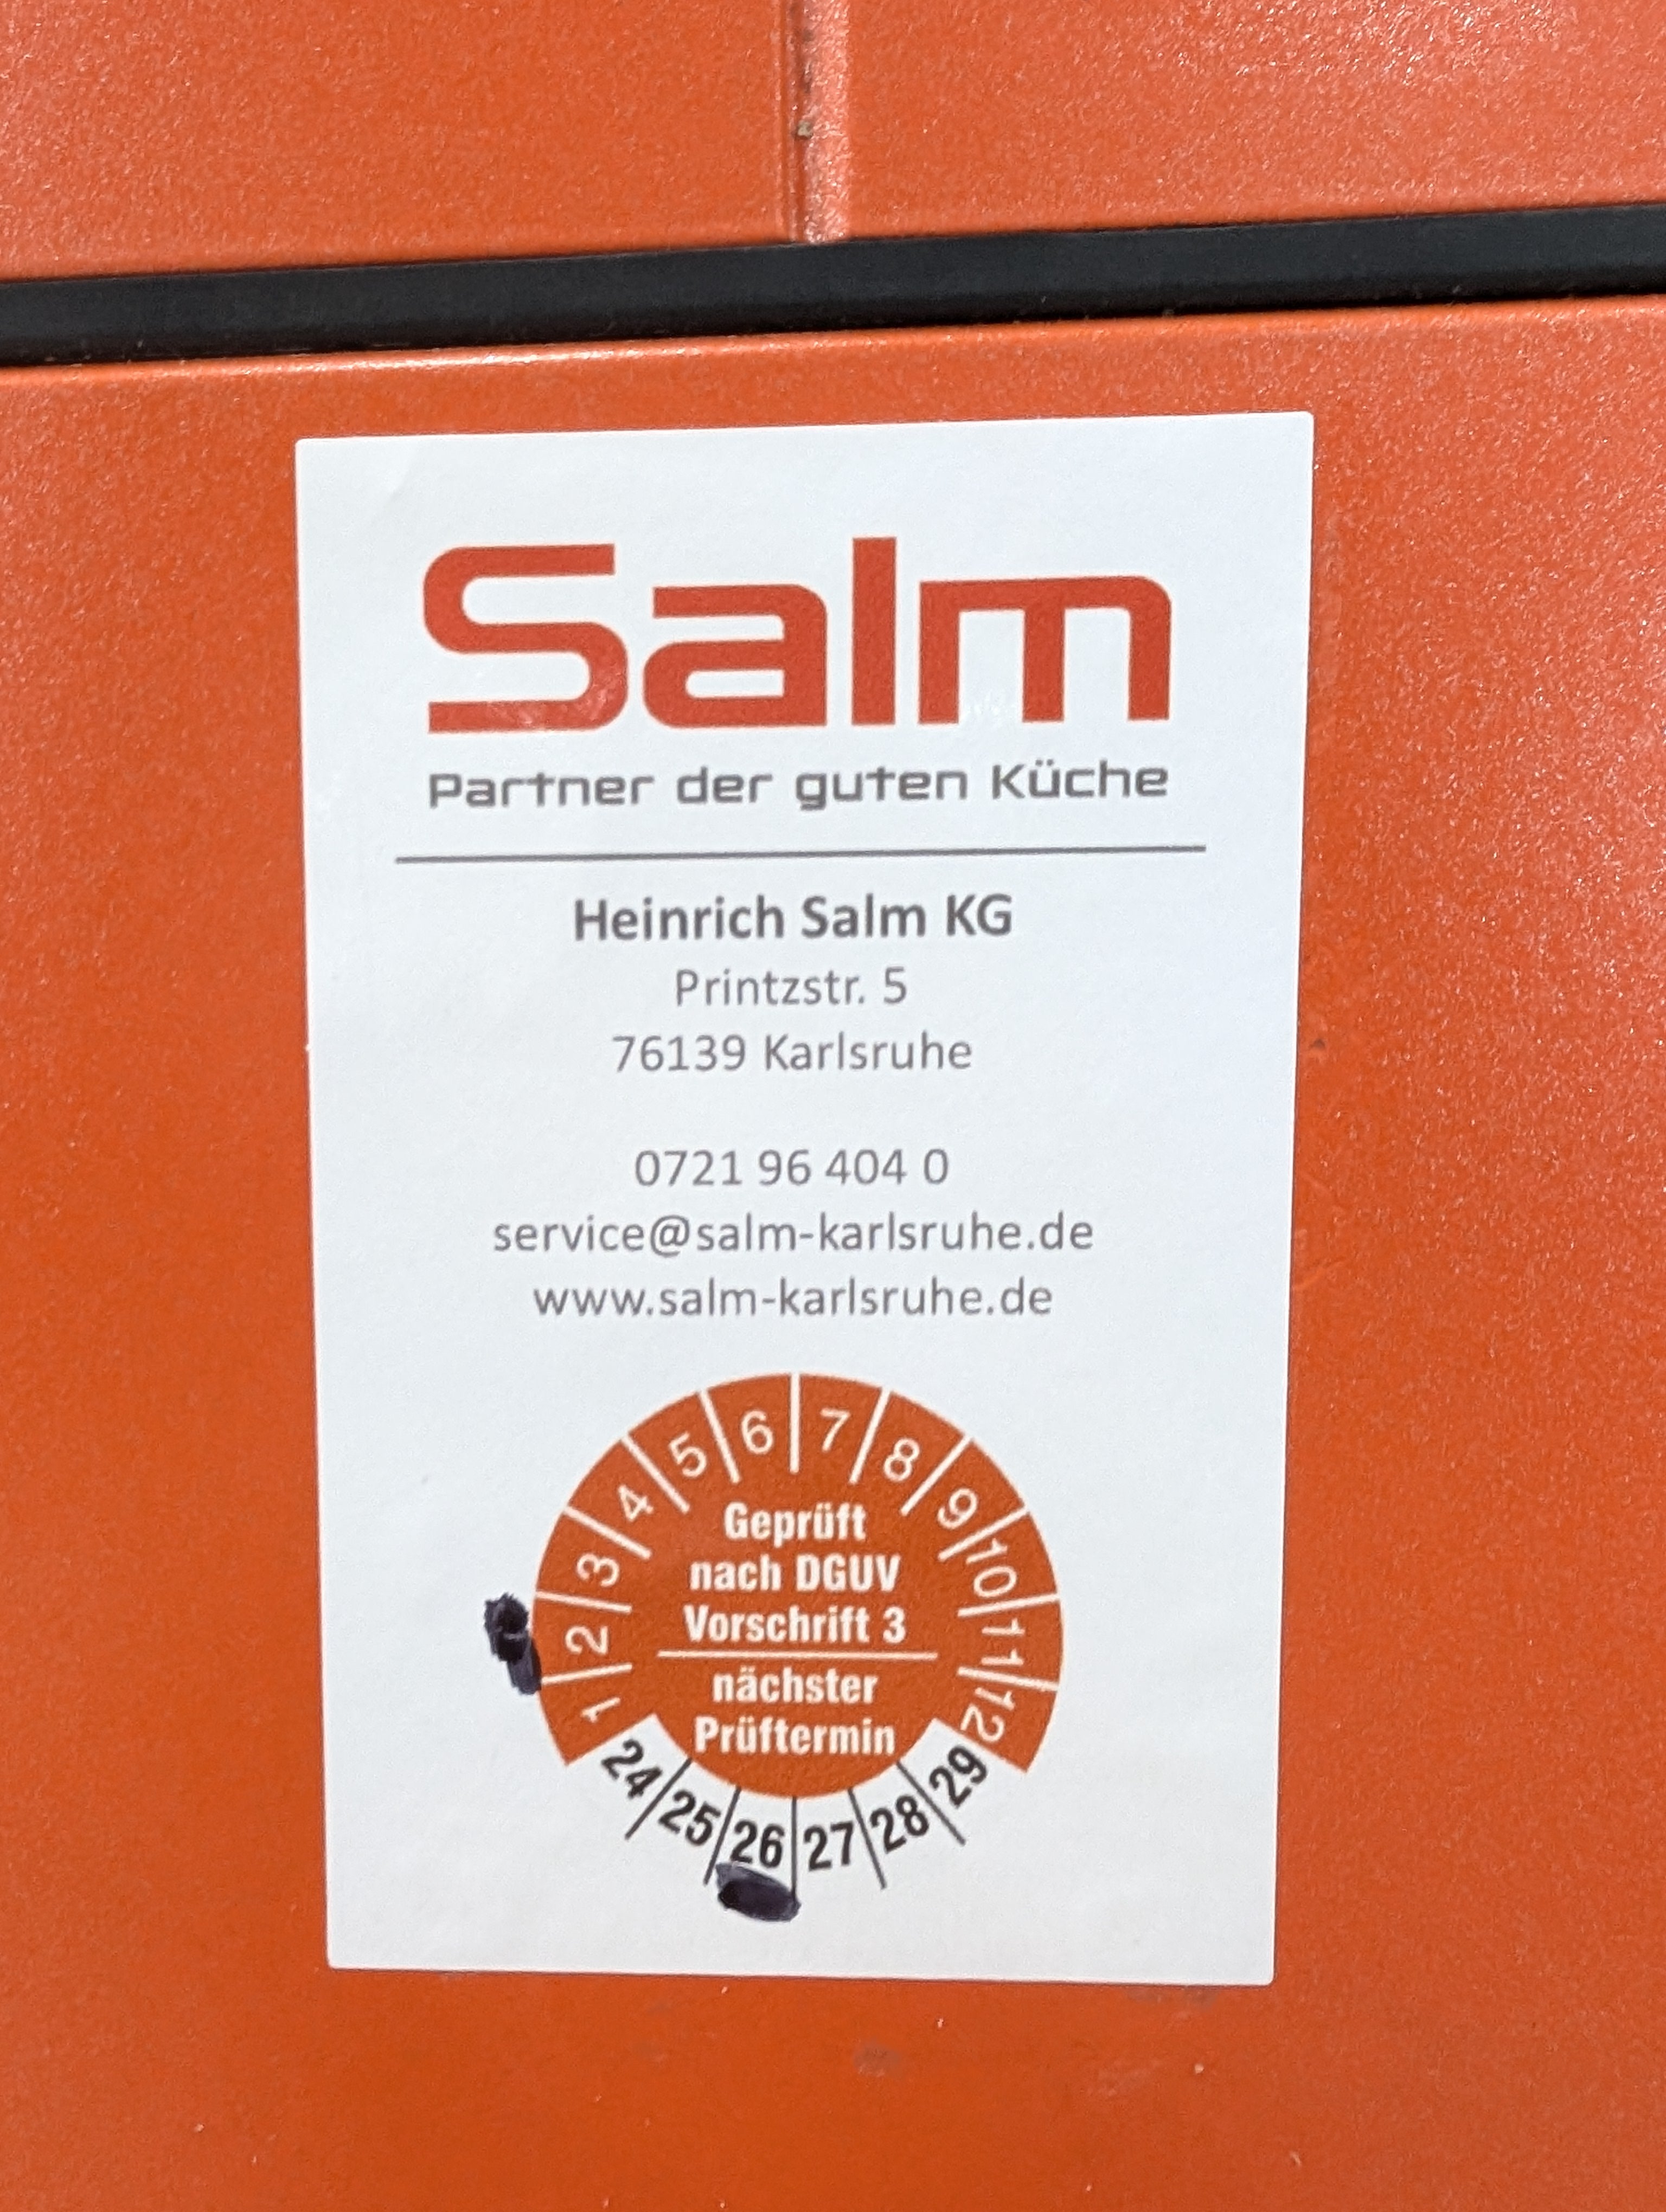 Salm
Partner der guten Küche
Heinrich Salm KG
Printzstr. 5
76139 Karlsruhe
0721 96 404 0
service@salm-karlsruhe.de
www.salm-karlsruhe.de
1 2 3 4 5 6 7 8 9 10 11 12
Geprüft
nach DGUV
Vorschrift 3
nächster
Prüftermin
24 25 26 27 28 29